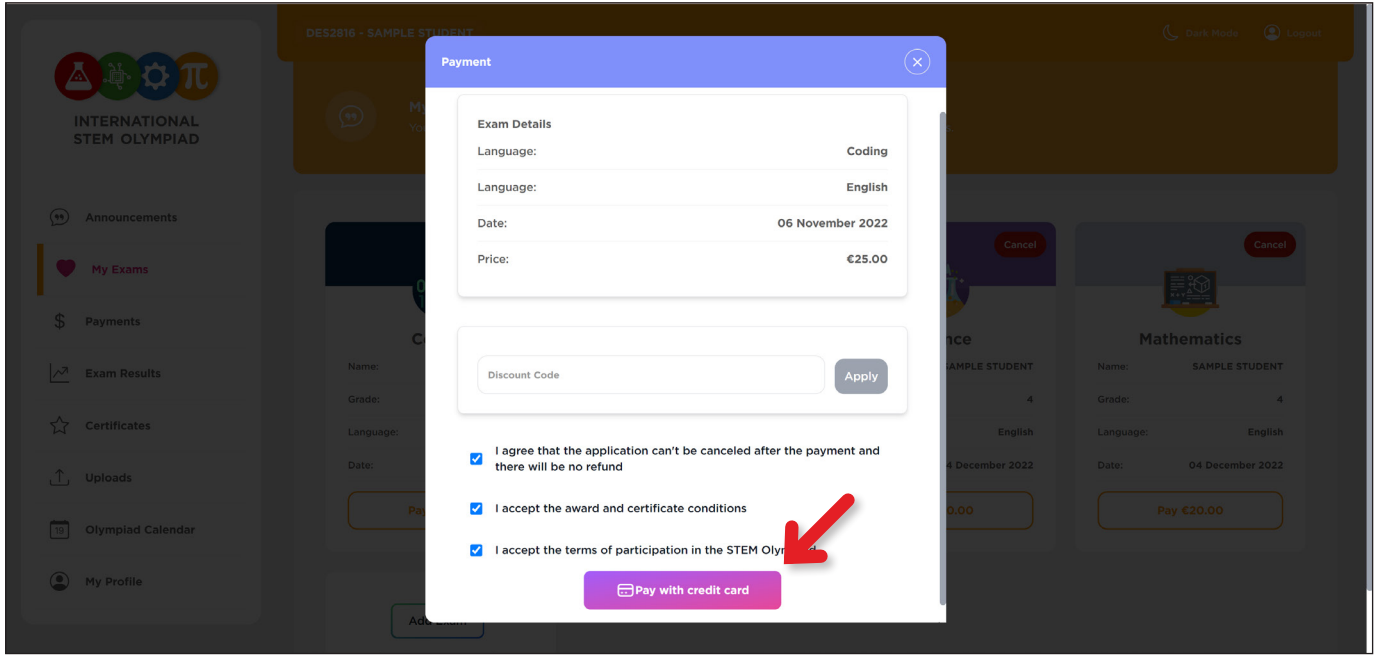 DES2816 - SAMPLE STUDENT
Dark Mode
Logout
INTERNATIONAL
STEM OLYMPIAD
Announcements
My Exams
Payments
Exam Results
Certificates
Uploads
19
Olympiad Calendar
My Profile
Payment
Exam Details
Language: Coding
Language: English
Date: 06 November 2022
Price: €25.00
Discount Code
Apply
I agree that the application can't be canceled after the payment and
there will be no refund
I accept the award and certificate conditions
I accept the terms of participation in the STEM
Pay with credit card
Name:
Grade:
Language:
Date:
Pay
Add Exam
Cancel
STUDENT
4
English
December 2022
Cancel
Mathematics
Name: SAMPLE STUDENT
Grade: 4
Language: English
Date: 04 December 2022
Pay €20.00